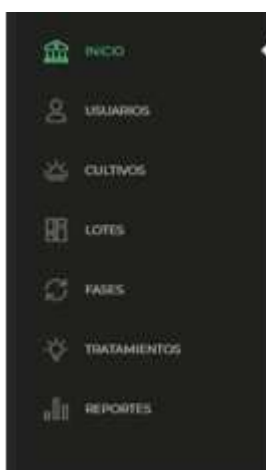 INICIO
USUARIOS
CULTIVOS
LOTES
FASES
TRATAMIENTOS
REPORTES